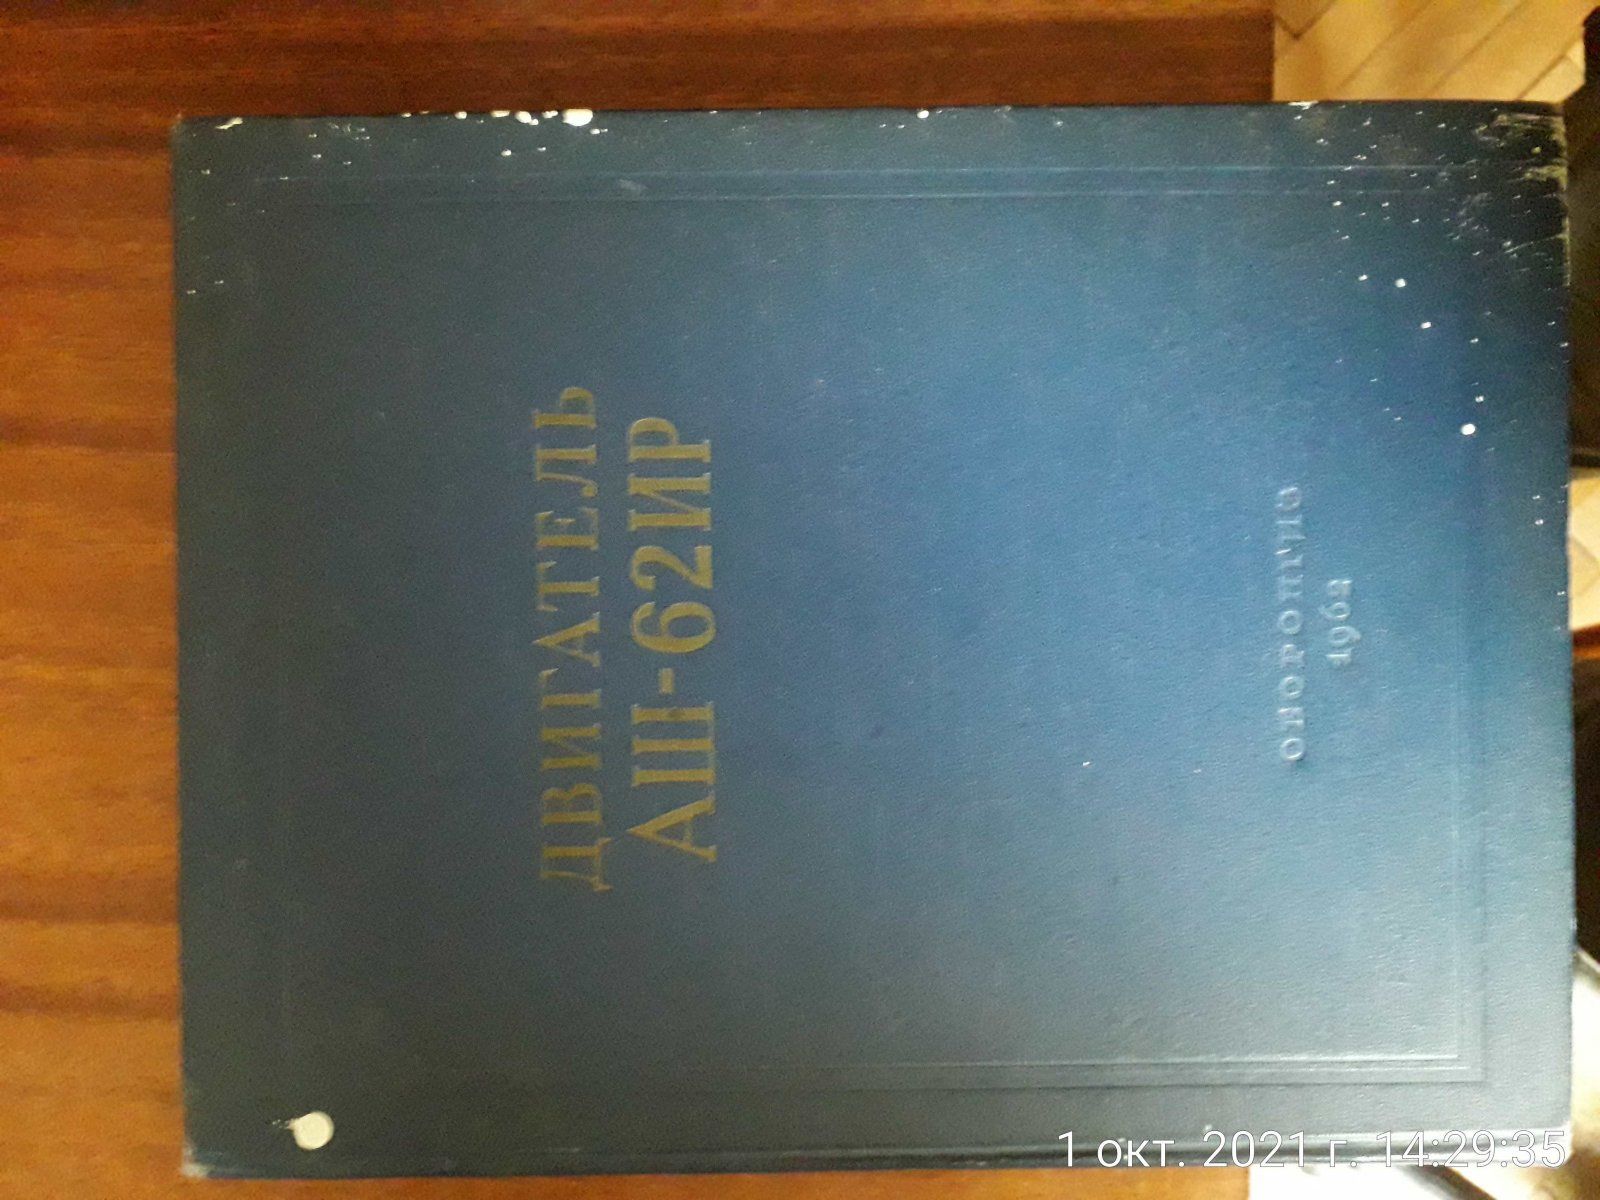 ДВИГАТЕЛЬ
АШ-62ИР
ОБОРОНГИЗ
1962
1 окт. 2021 г. 14:29:35